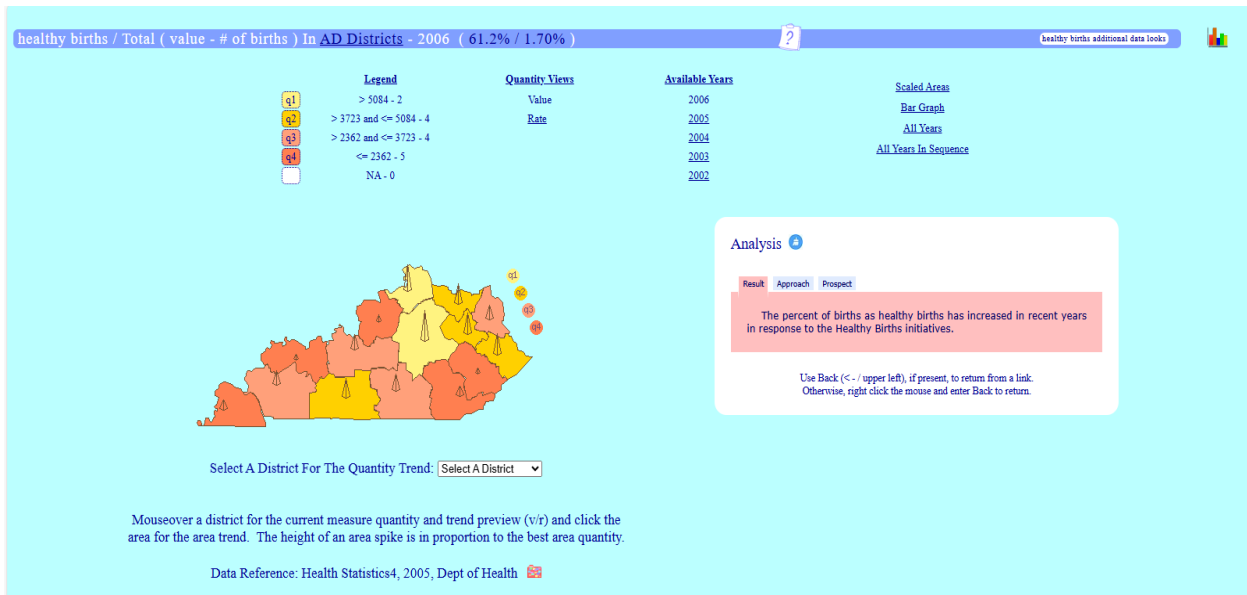 healthy births / Total ( value - # of births ) In AD Districts - 2006 ( 61.2% / 1.70% )
?
healthy births additional data looks
Legend
q1 > 5084 - 2
q2 > 3723 and <= 5084 - 4
q3 > 2362 and <= 3723 - 4
q4 <= 2362 - 5
NA - 0
Quantity Views
Value
Rate
Available Years
2006
2005
2004
2003
2002
Scaled Areas
Bar Graph
All Years
All Years In Sequence
q1
q2
q3
q4
Analysis
Result Approach Prospect
The percent of births as healthy births has increased in recent years
in response to the Healthy Births initiatives.
Use Back (< - / upper left), if present, to return from a link.
Otherwise, right click the mouse and enter Back to return.
Select A District For The Quantity Trend: Select A District
Mouseover a district for the current measure quantity and trend preview (v/r) and click the
area for the area trend. The height of an area spike is in proportion to the best area quantity.
Data Reference: Health Statistics4, 2005, Dept of Health